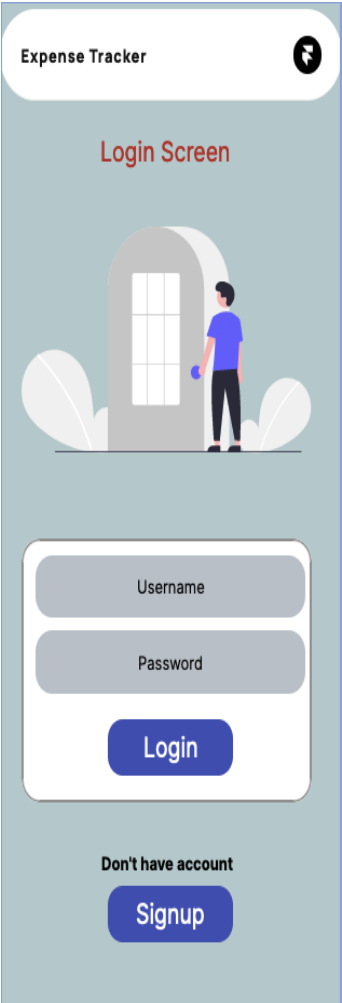 Expense Tracker
Login Screen
Username
Password
Login
Don't have account
Signup